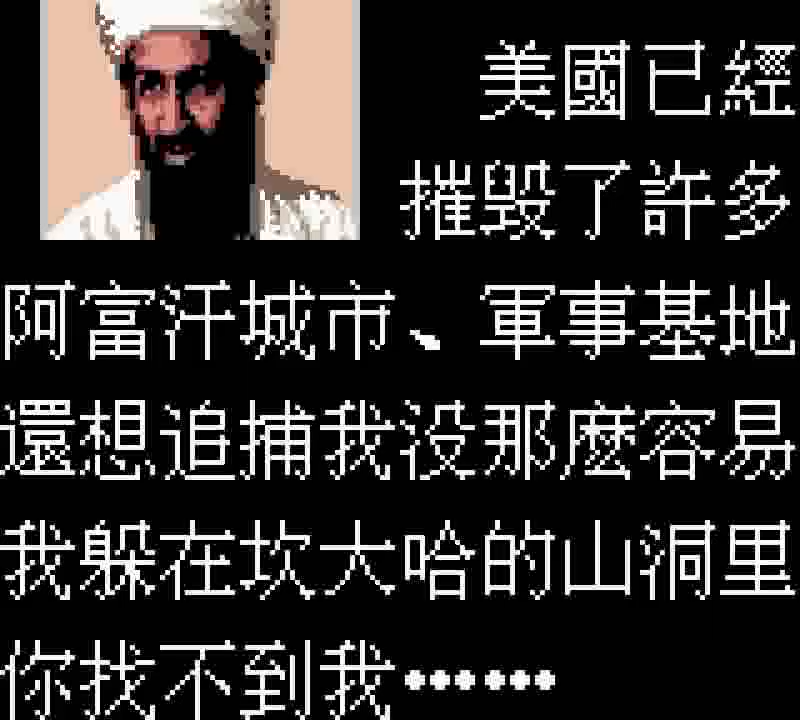 美國已經
摧毀了許多
阿富汗城市、軍事基地
還想追捕我没那麽容易
我躲在坎大哈的山洞里
你找不到我••••••